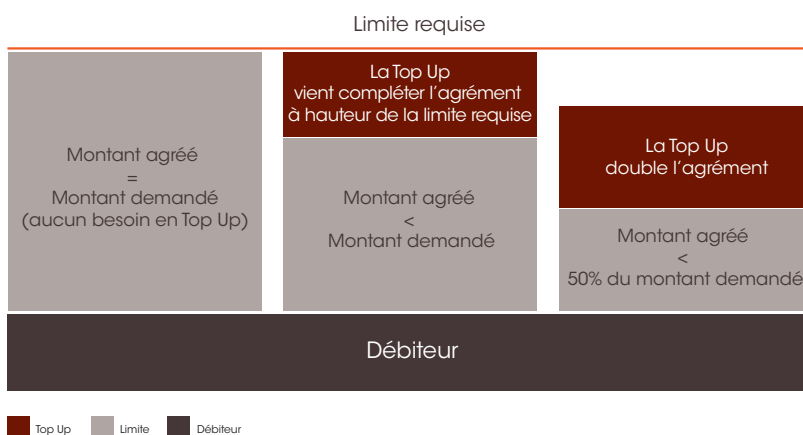 Limite requise
Montant agréé
=
Montant demandé
(aucun besoin en Top Up)
La Top Up
vient compléter l'agrément
à hauteur de la limite requise
Montant agréé
<
Montant demandé
La Top Up
double l'agrément
Montant agréé
<
50% du montant demandé
Débiteur
Top Up
Limite
Débiteur